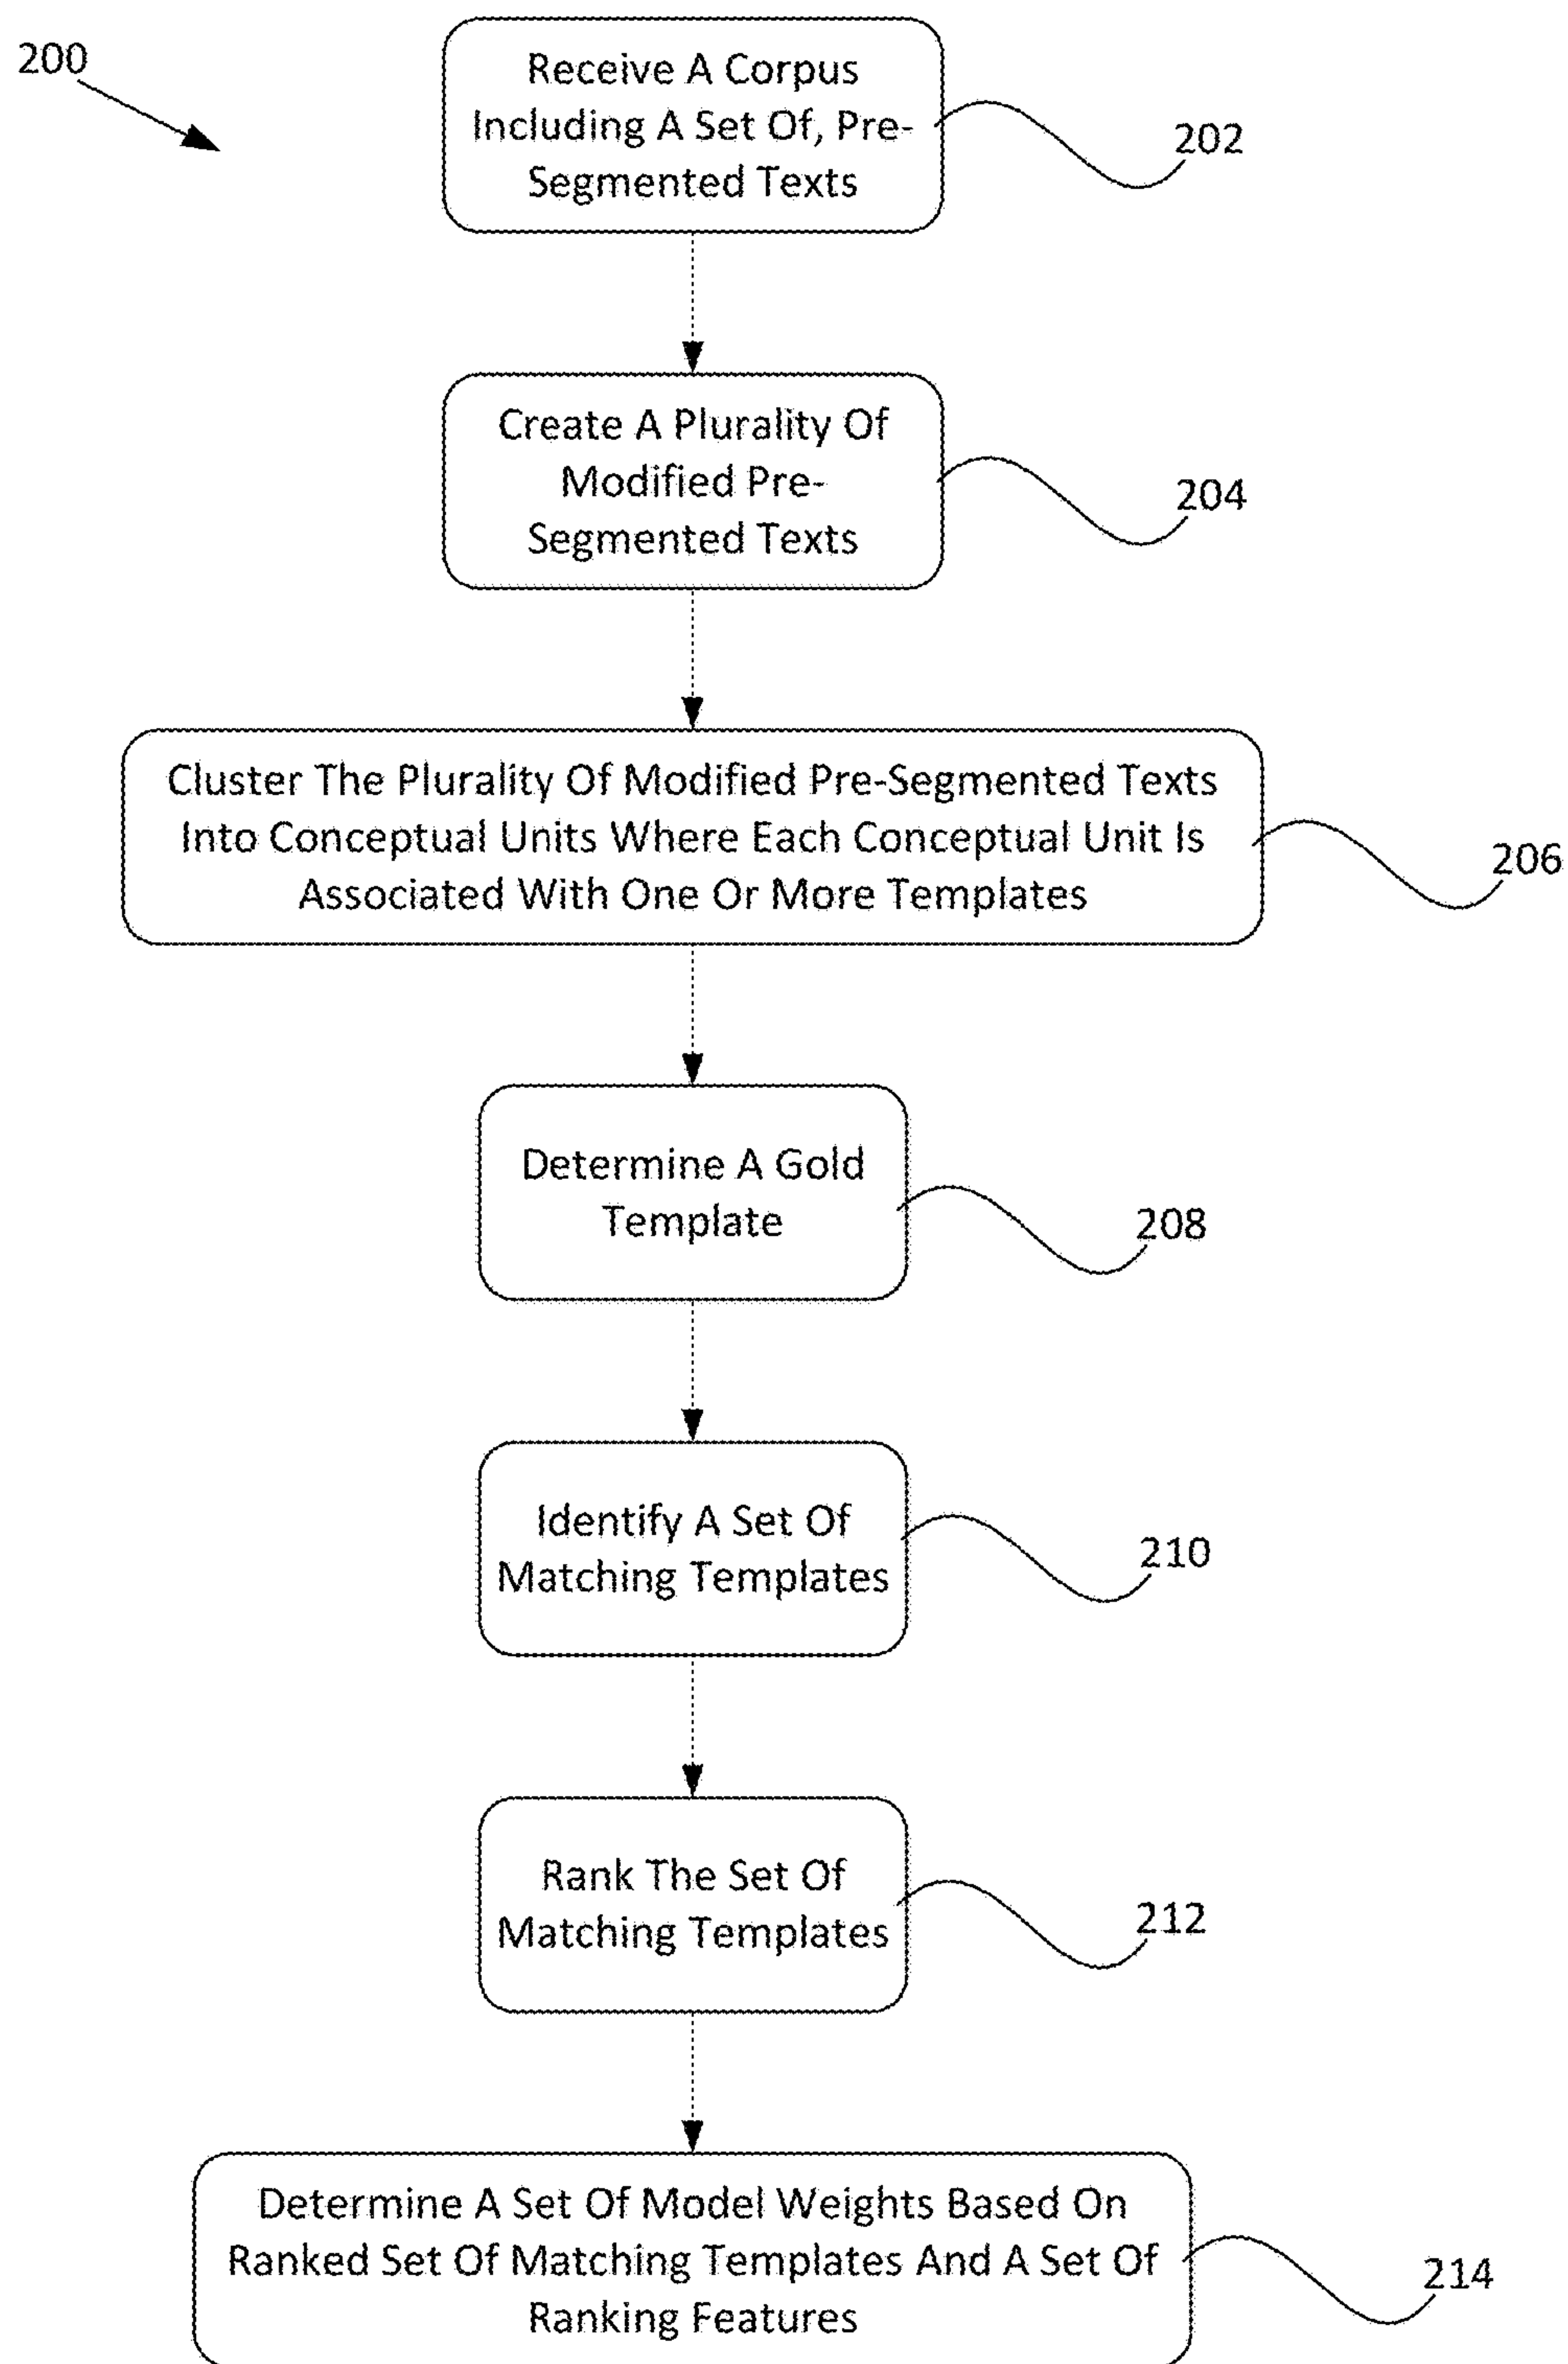 200
Receive A Corpus
Including A Set Of, Pre-
Segmented Texts
202
Create A Plurality Of
Modified Pre-
Segmented Texts
204
Cluster The Plurality Of Modified Pre-Segmented Texts
Into Conceptual Units Where Each Conceptual Unit Is
Associated With One Or More Templates
206
Determine A Gold
Template
208
Identify A Set Of
Matching Templates
210
Rank The Set Of
Matching Templates
212
Determine A Set Of Model Weights Based On
Ranked Set Of Matching Templates And A Set Of
Ranking Features
214